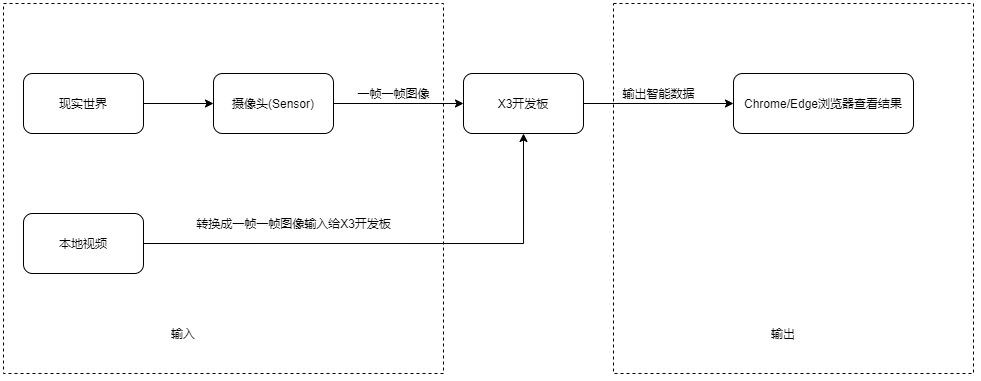 现实世界
摄像头(Sensor)
一帧一帧图像
X3开发板
输出智能数据
Chrome/Edge浏览器查看结果
本地视频
转换成一帧一帧图像输入给X3开发板
输入
输出